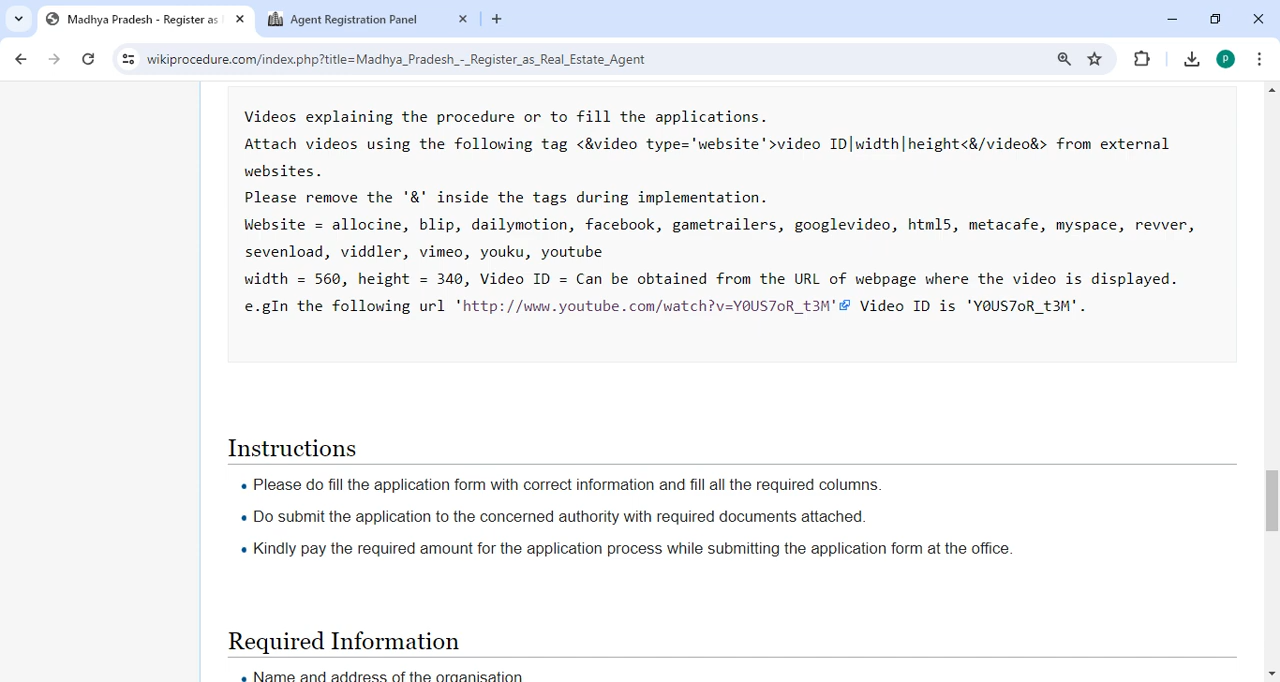 Madhya Pradesh - Register as
Agent Registration Panel
wikiprocedure.com/index.php?title=Madhya_Pradesh_-_Register_as_Real_Estate_Agent
P
Videos explaining the procedure or to fill the applications.
Attach videos using the following tag <&video type='website'>video ID|width|height<&/video&> from external
websites.
Please remove the '&' inside the tags during implementation.
Website = allocine, blip, dailymotion, facebook, gametrailers, googlevideo, html5, metacafe, myspace, revver,
sevenload, viddler, vimeo, youku, youtube
width = 560, height = 340, Video ID = Can be obtained from the URL of webpage where the video is displayed.
e.gIn the following url 'http://www.youtube.com/watch?v=Y0US7oR_t3M' Video ID is 'Y0US7oR_t3M'.
Instructions
Please do fill the application form with correct information and fill all the required columns.
Do submit the application to the concerned authority with required documents attached.
Kindly pay the required amount for the application process while submitting the application form at the office.
Required Information
Name and address of the organisation